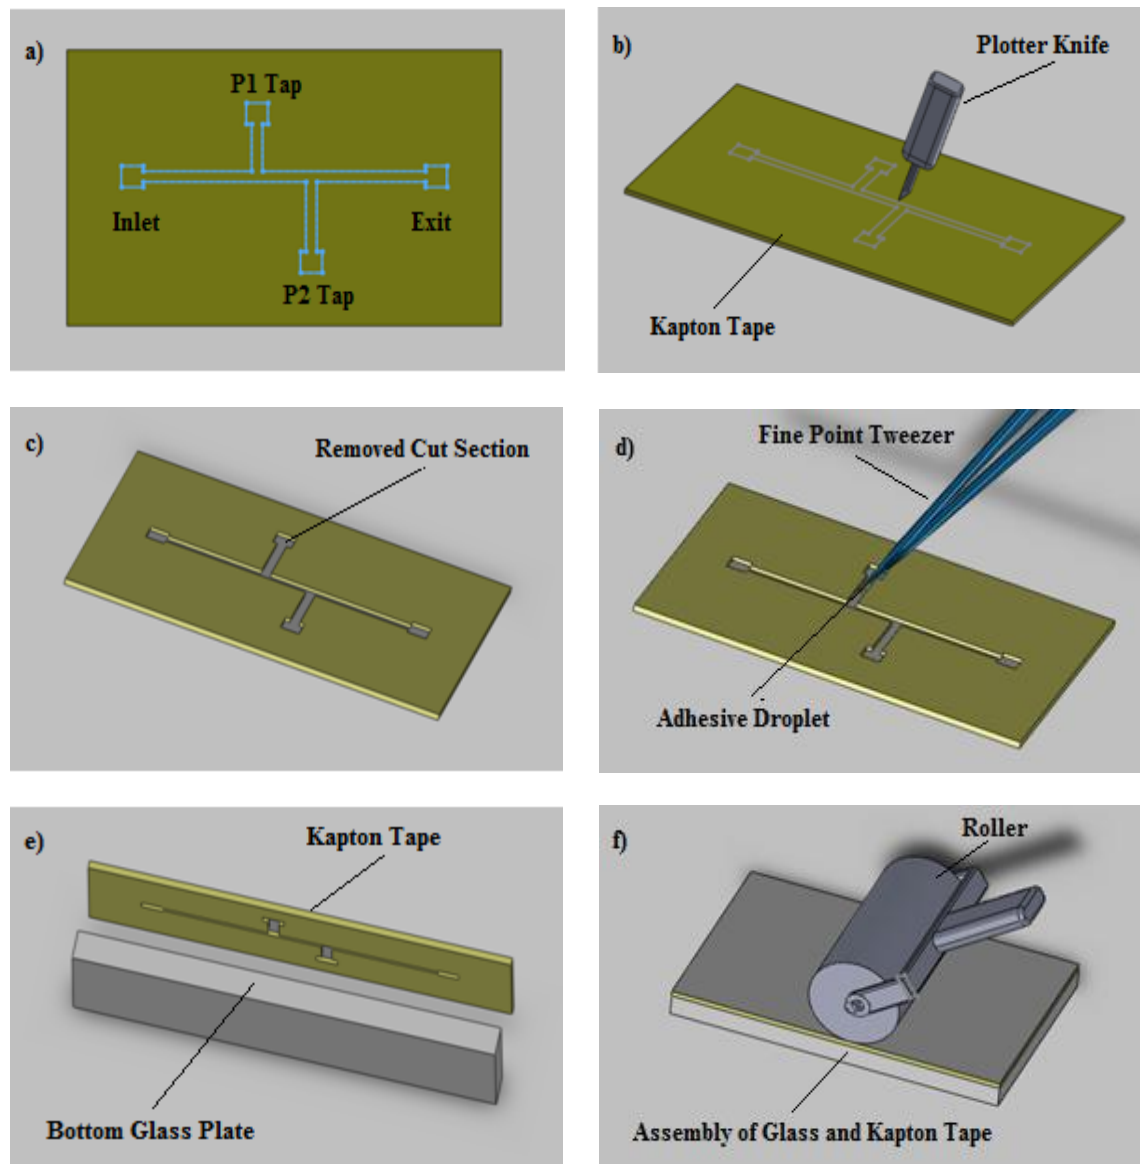 a)
P1 Tap
Inlet
Exit
P2 Tap
b)
Plotter Knife
Kapton Tape
c)
Removed Cut Section
d)
Fine Point Tweezer
Adhesive Droplet
e)
Kapton Tape
Bottom Glass Plate
f)
Roller
Assembly of Glass and Kapton Tape